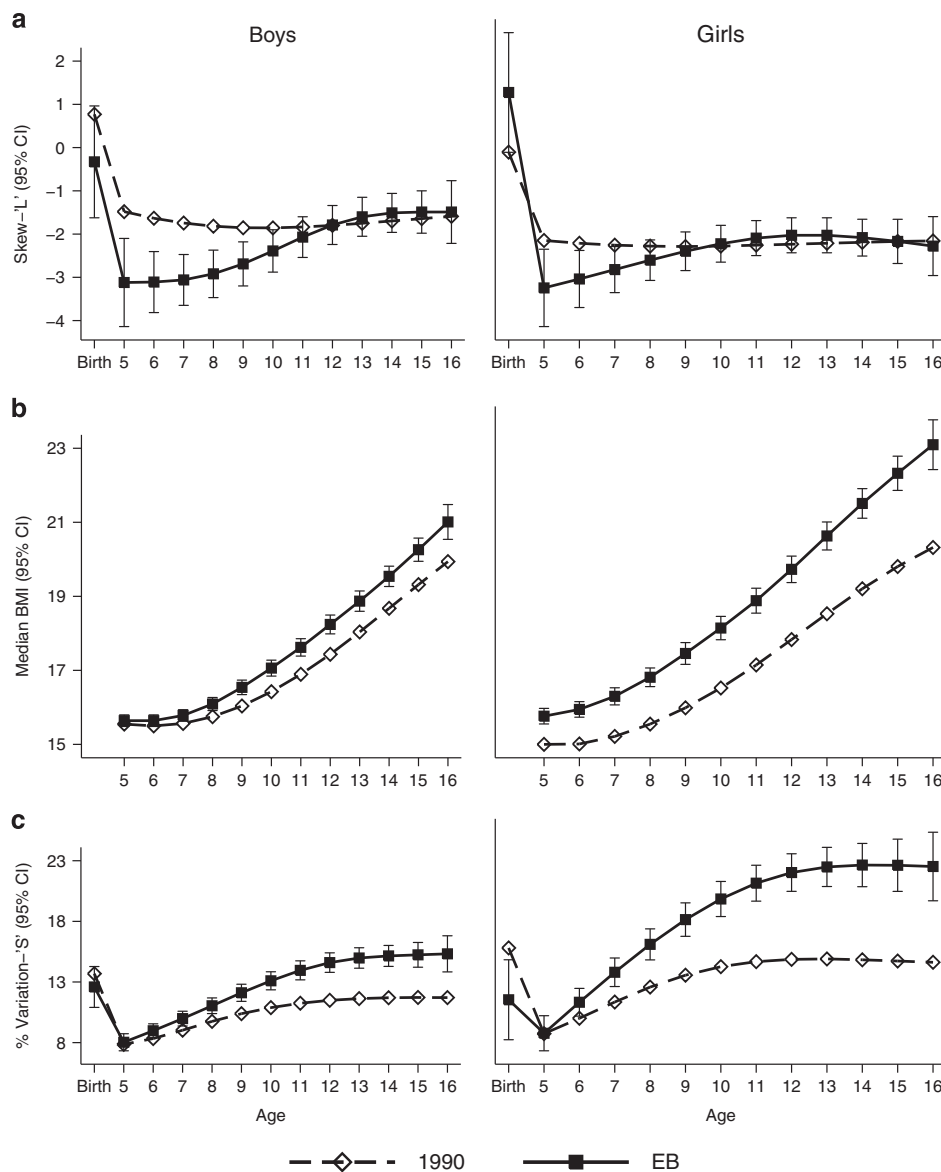 a
Boys
Girls
Skew–'L' (95% CI)
2
1
0
–1
–2
–3
–4
Birth 5 6 7 8 9 10 11 12 13 14 15 16
Birth 5 6 7 8 9 10 11 12 13 14 15 16
b
Median BMI (95% CI)
23
21
19
17
15
5 6 7 8 9 10 11 12 13 14 15 16
5 6 7 8 9 10 11 12 13 14 15 16
c
% Variation–'S' (95% CI)
23
18
13
8
Birth 5 6 7 8 9 10 11 12 13 14 15 16
Birth 5 6 7 8 9 10 11 12 13 14 15 16
Age
Age
1990
EB